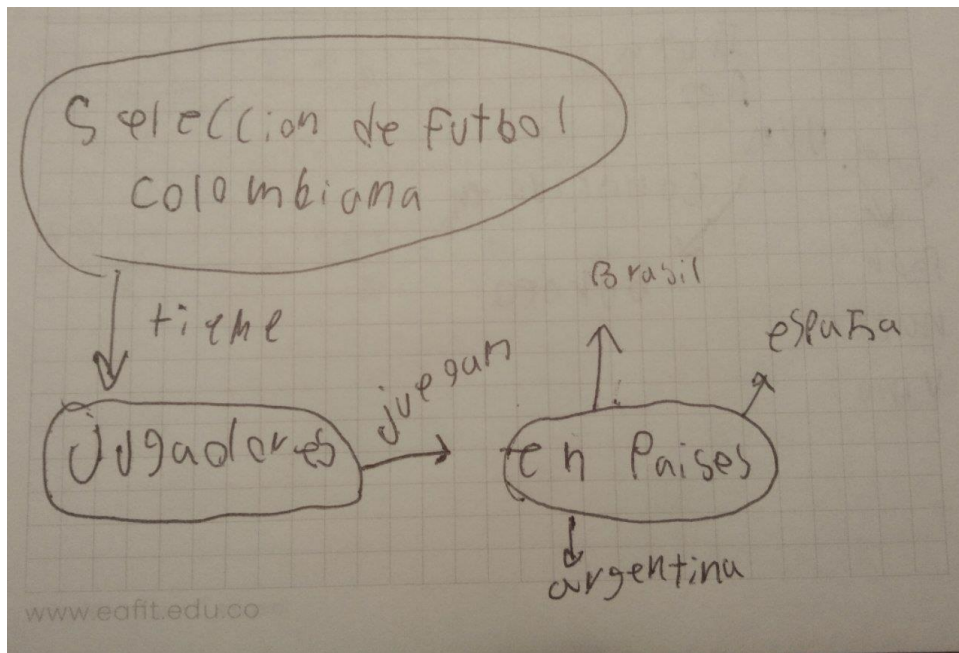 Seleccion de futbol
colombiana
tiene
jugadores
juegan
en Paises
Brasil
españa
argentina
www.eafit.edu.co